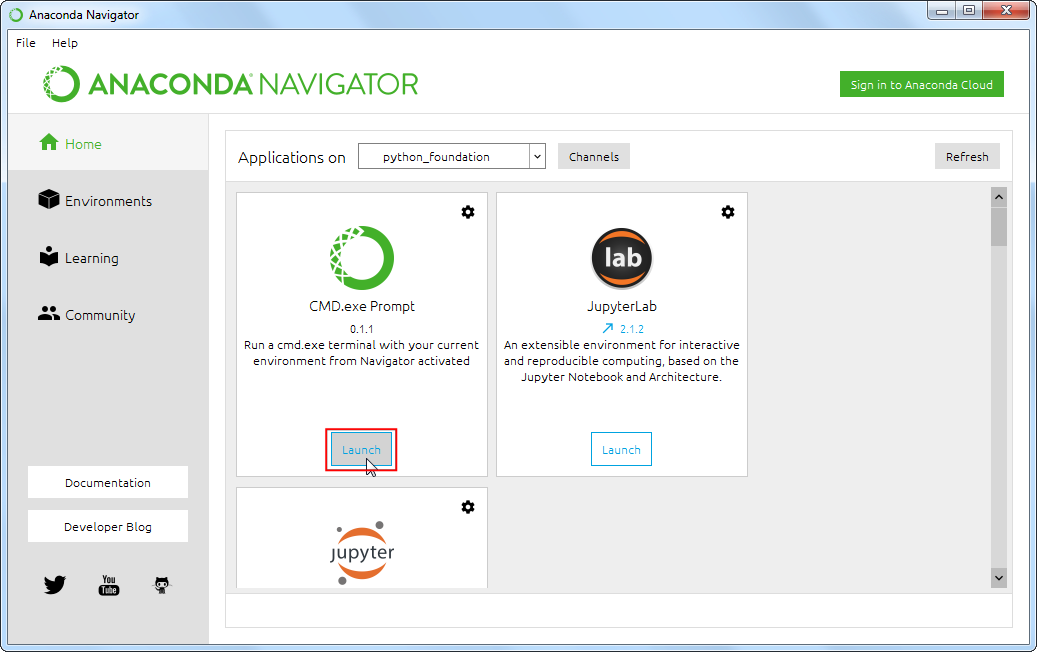 Anaconda Navigator
File Help
ANACONDA NAVIGATOR
Sign in to Anaconda Cloud
Home
Environments
Learning
Community
Documentation
Developer Blog
You
Tube
Applications on python_foundation Channels Refresh
CMD.exe Prompt
0.1.1
Run a cmd.exe terminal with your current
environment from Navigator activated
Launch
lab
JupyterLab
2.1.2
An extensible environment for interactive
and reproducible computing, based on the
Jupyter Notebook and Architecture.
Launch
jupyter